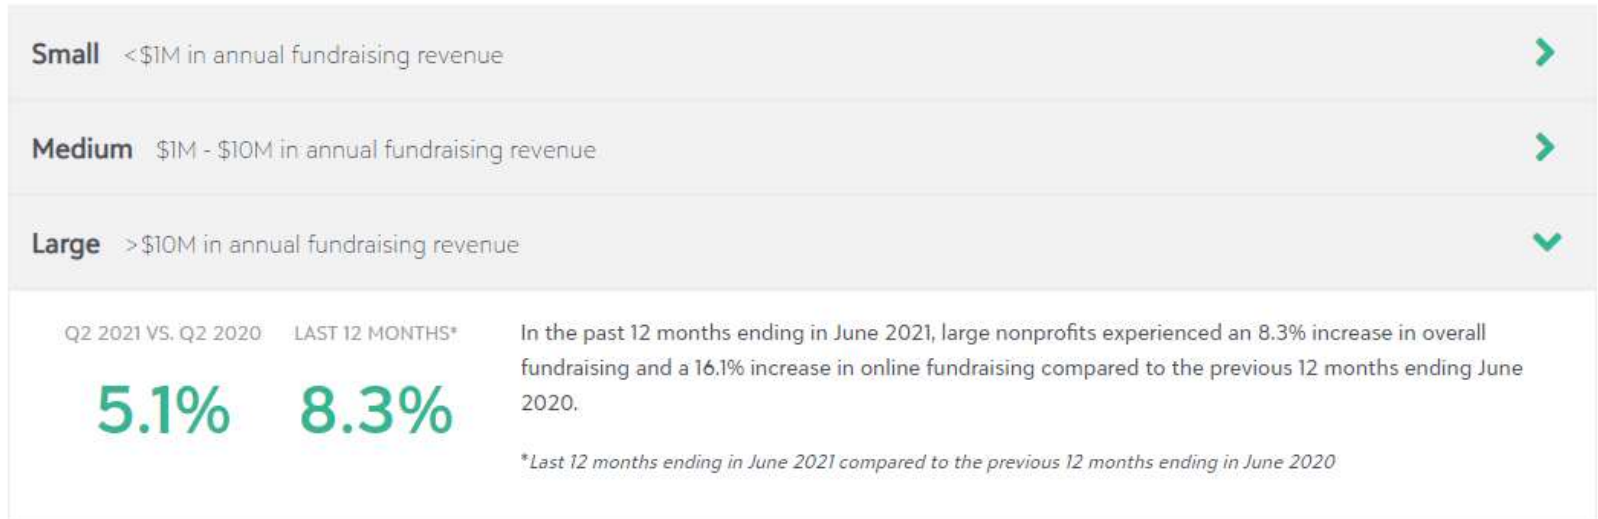 Small <$1M in annual fundraising revenue
Medium $1M - $10M in annual fundraising revenue
Large >$10M in annual fundraising revenue
Q2 2021 VS. Q2 2020 LAST 12 MONTHS*
5.1% 8.3%
In the past 12 months ending in June 2021, large nonprofits experienced an 8.3% increase in overall
fundraising and a 16.1% increase in online fundraising compared to the previous 12 months ending June
2020.
*Last 12 months ending in June 2021 compared to the previous 12 months ending in June 2020